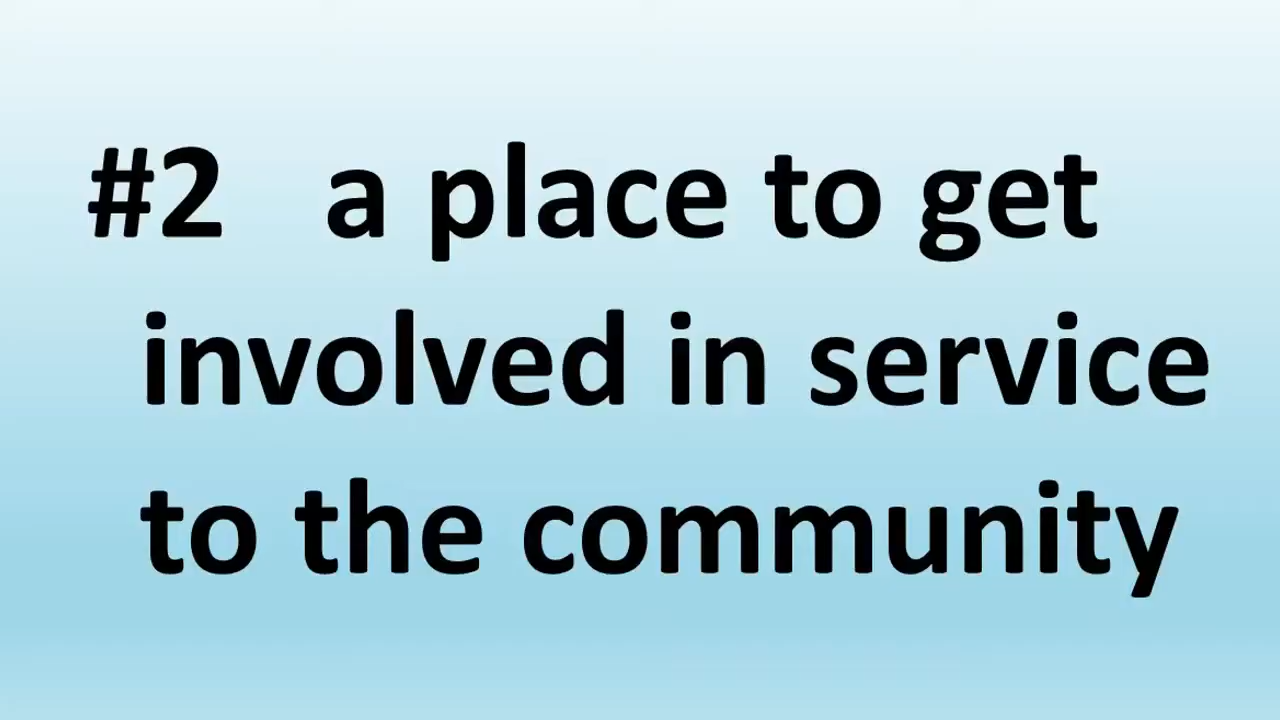 #2 a place to get
involved in service
to the community